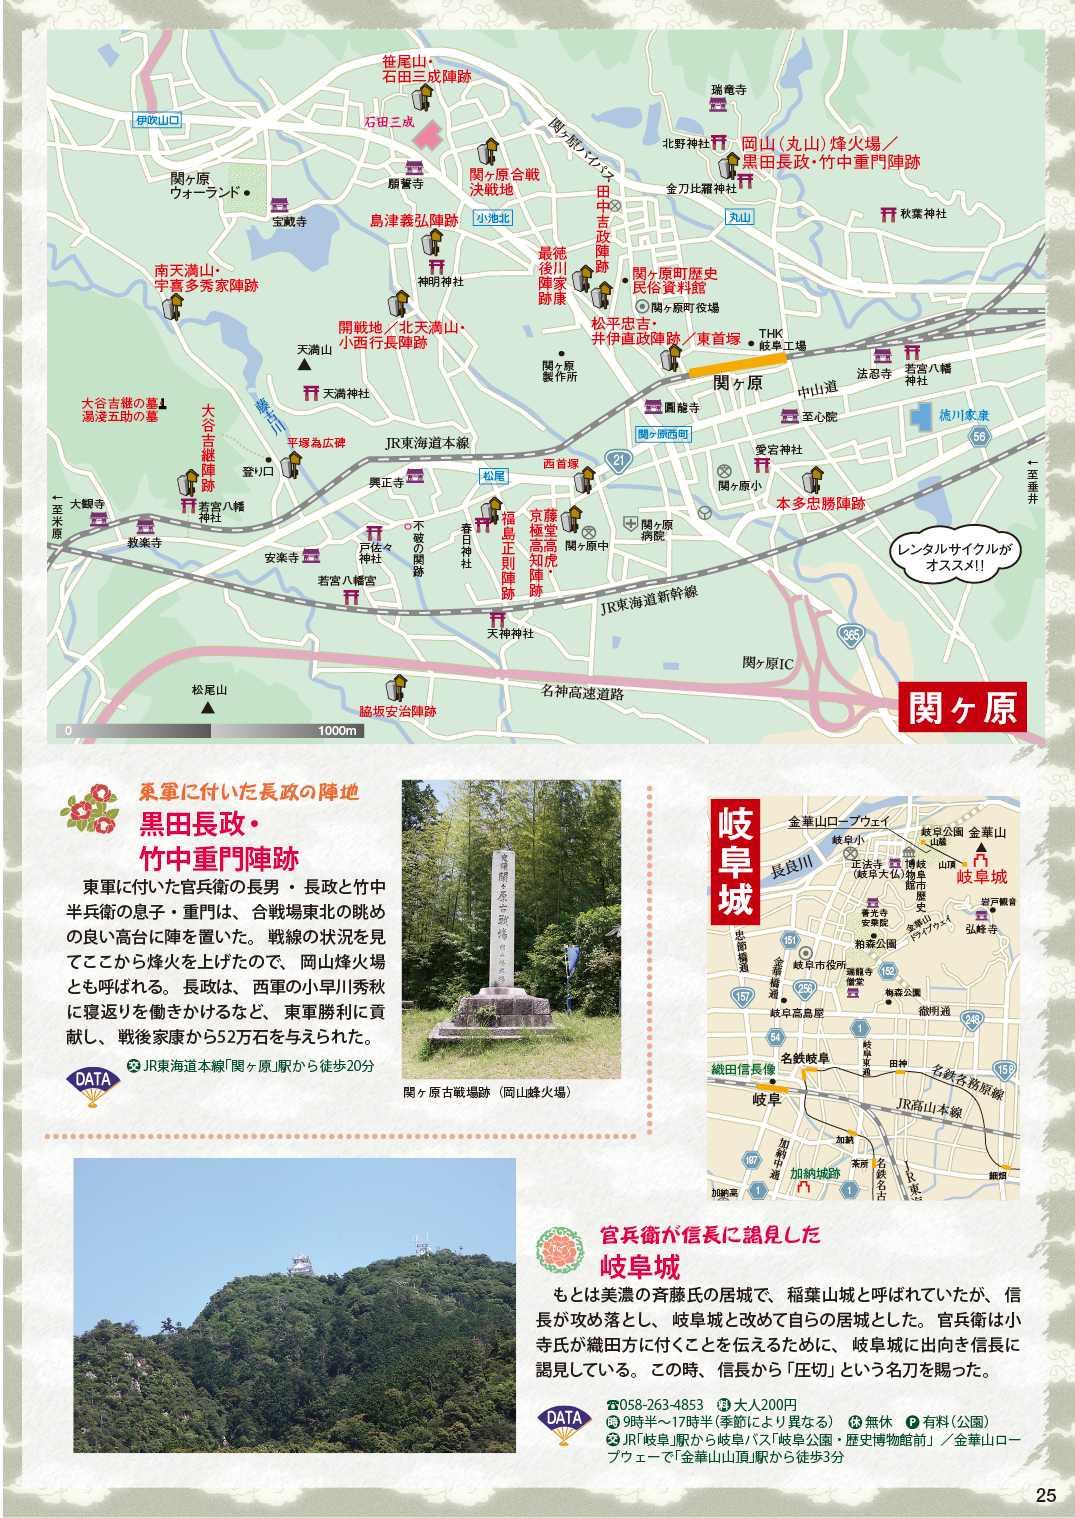 笹尾山・
石田三成陣跡
石田三成
伊吹山口
関ヶ原
ウォーランド
宝蔵寺
願誓寺
関ヶ原合戦
決戦地
小池北
関ヶ原バイパス
田中吉政陣跡
瑞竜寺
北野神社
岡山（丸山）烽火場／
黒田長政・竹中重門陣跡
金刀比羅神社
丸山
秋葉神社
島津義弘陣跡
神明神社
南天満山・
宇喜多秀家陣跡
開戦地／北天満山・
小西行長陣跡
徳川家康
最後陣跡
関ヶ原町歴史
民俗資料館
関ヶ原町役場
松平忠吉・
井伊直政陣跡／東首塚
THK
岐阜工場
関ヶ原
関ヶ原
製作所
天満山
天満神社
藤古川
大谷吉継の墓
湯淺五助の墓
大谷吉継陣跡
平塚為広碑
登り口
JR東海道本線
圓龍寺
関ヶ原西町
中山道
至心院
法忍寺
若宮八幡
神社
徳川家康
56
21
愛宮神社
関ヶ原小
本多忠勝陣跡
←至垂井
←至米原
大観寺
教楽寺
若宮八幡
神社
興正寺
松尾
西首塚
安楽寺
戸佐々
神社
不破の関跡
春日神社
福島正則陣跡
藤堂高虎・
京極高知陣跡
関ヶ原中
関ヶ原
病院
若宮八幡宮
天神神社
JR東海道新幹線
レンタルサイクルが
オススメ!!
365
関ヶ原IC
名神高速道路
松尾山
脇坂安治陣跡
0
1000m
関ヶ原
東軍に付いた長政の陣地
黒田長政・
竹中重門陣跡
東軍に付いた官兵衛の長男・長政と竹中
半兵衛の息子・重門は、合戦場東北の眺め
の良い高台に陣を置いた。戦線の状況を見
てここから烽火を上げたので、岡山烽火場
とも呼ばれる。長政は、西軍の小早川秀秋
に寝返りを働きかけるなど、東軍勝利に貢
献し、戦後家康から52万石を与えられた。
DATA
交 JR東海道本線「関ヶ原」駅から徒歩20分
関ヶ原古戦場跡（岡山蜂火場）
岐阜城
金華山ロープウェイ
岐阜小
岐阜公園
山麓
金華山
山頂
岐阜城
長良川
正法寺
（岐阜大仏）
岐阜市歴史
博物館
岩戸観音
弘峰寺
善光寺
安乗院
金華山
ドライブウェイ
粕森公園
忠節橋通
151
金華橋通
岐阜市役所
瑞龍寺
僧堂
152
157
256
梅森公園
岐阜高島屋
徹明通
248
54
1
岐阜東通
名鉄岐阜
田神
織田信長像
岐阜
名鉄各務原線
156
JR高山本線
加納
加納中通
187
加納城跡
茶所
名鉄名古
JR東海
細畑
加納高
1
1
官兵衛が信長に謁見した
岐阜城
もとは美濃の斉藤氏の居城で、稲葉山城と呼ばれていたが、信
長が攻め落とし、岐阜城と改めて自らの居城とした。官兵衛は小
寺氏が織田方に付くことを伝えるために、岐阜城に出向き信長に
謁見している。この時、信長から「圧切」という名刀を賜った。
DATA
☎058-263-4853 料 大人200円
時 9時半～17時半（季節により異なる） 休 無休 P 有料（公園）
交 JR「岐阜」駅から岐阜バス「岐阜公園・歴史博物館前」／金華山ロー
プウェーで「金華山山頂」駅から徒歩3分
25